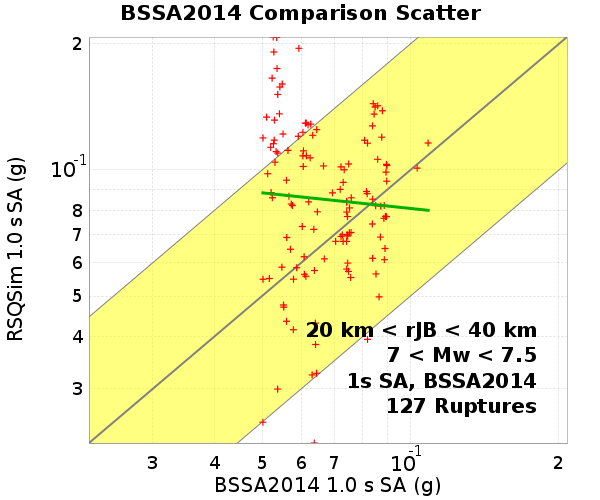 BSSA2014 Comparison Scatter
RSQSim 1.0 s SA (g)
2
10-1
8
7
6
5
4
3
20 km < rJB < 40 km
7 < Mw < 7.5
1s SA, BSSA2014
127 Ruptures
3 4 5 6 7 10-1 2
BSSA2014 1.0 s SA (g)